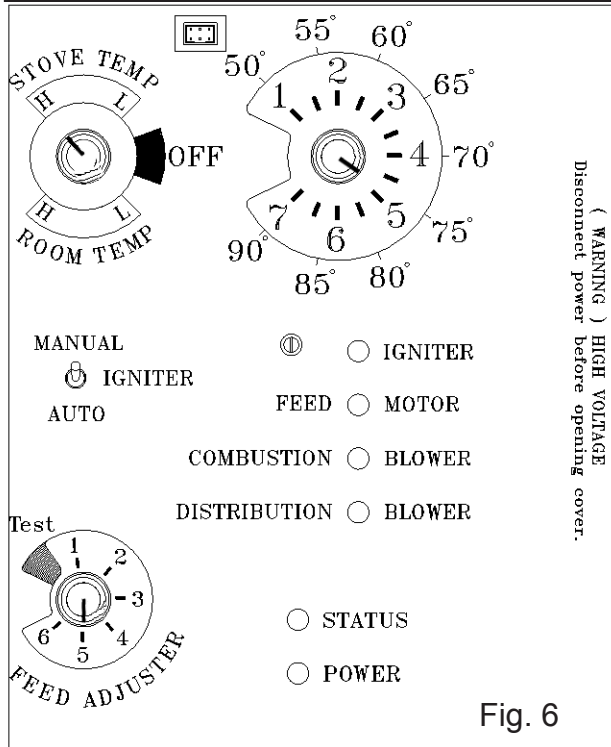 STOVE TEMP
H L
OFF
H L
ROOM TEMP
50° 55° 60° 65° 70° 75° 80° 85° 90°
1 2 3 4 5 6 7
( WARNING ) HIGH VOLTAGE
Disconnect power before opening cover.
MANUAL
IGNITER
AUTO
IGNITER
FEED MOTOR
COMBUSTION BLOWER
DISTRIBUTION BLOWER
Test
1 2 3 4 5 6
FEED ADJUSTER
STATUS
POWER
Fig. 6